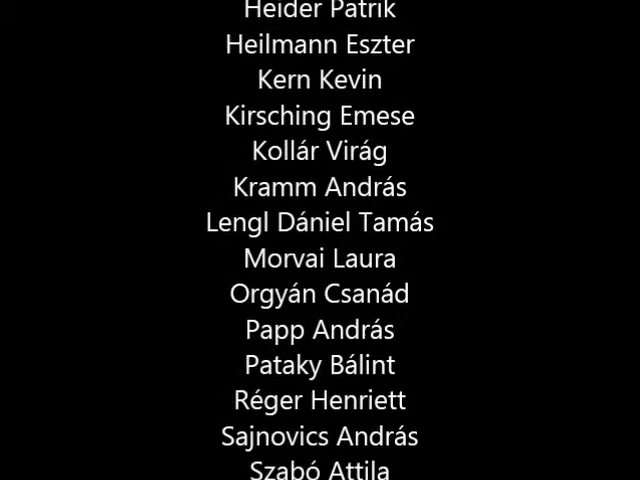 Heider Patrik
Heilmann Eszter
Kern Kevin
Kirsching Emese
Kollár Virág
Kramm András
Lengl Dániel Tamás
Morvai Laura
Orgyán Csanád
Papp András
Pataky Bálint
Réger Henriett
Sajnovics András
Szabó Attila